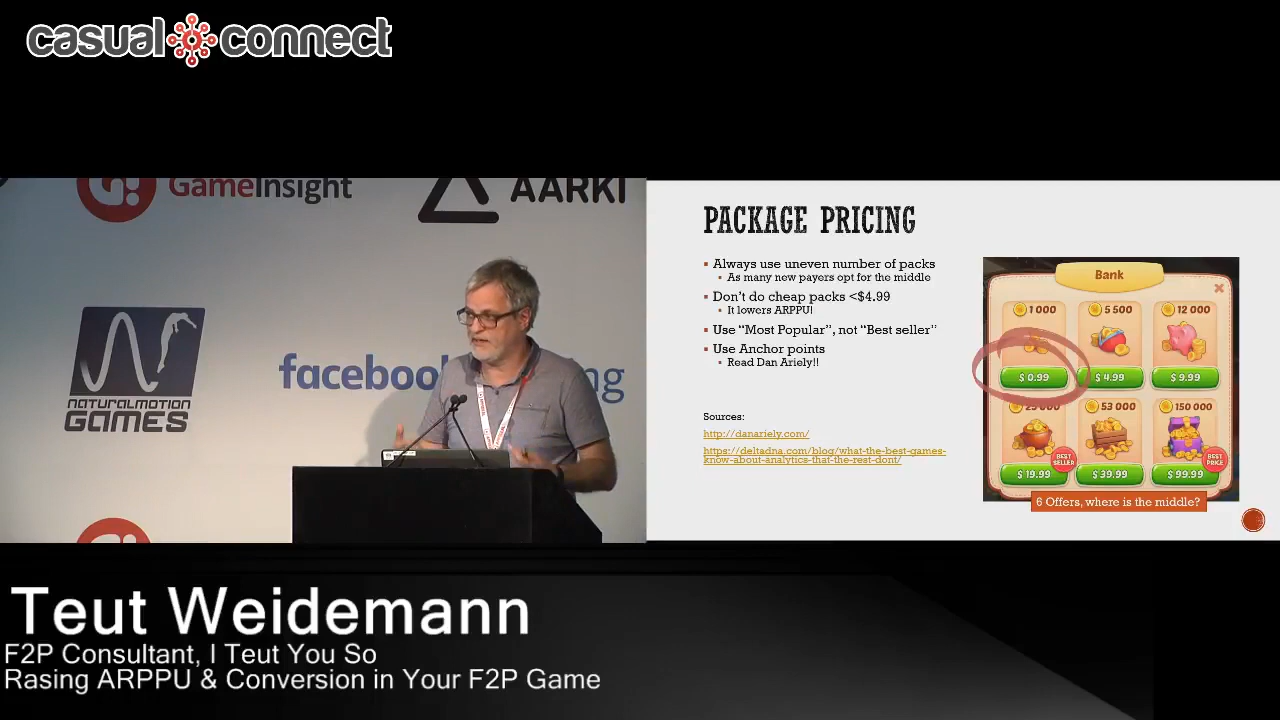 casual connect
GameInsight
AARKI
NATURALMOTION
GAMES
facebook
PACKAGE PRICING
Always use uneven number of packs
As many new payers opt for the middle
Don't do cheap packs <$4.99
It lowers ARPPU!
Use "Most Popular", not "Best seller"
Use Anchor points
Read Dan Ariely!!
Sources:
http://danariely.com/
https://deltadna.com/blog/what-the-best-games-
know-about-analytics-that-the-rest-dont/
Bank
1 000
5 500
12 000
$ 0.99
$ 4.99
$ 9.99
53 000
150 000
BEST
SELLER
BEST
PRICE
$ 19.99
$ 39.99
$ 99.99
6 Offers, where is the middle?
Teut Weidemann
F2P Consultant, I Teut You So
Rasing ARPPU & Conversion in Your F2P Game